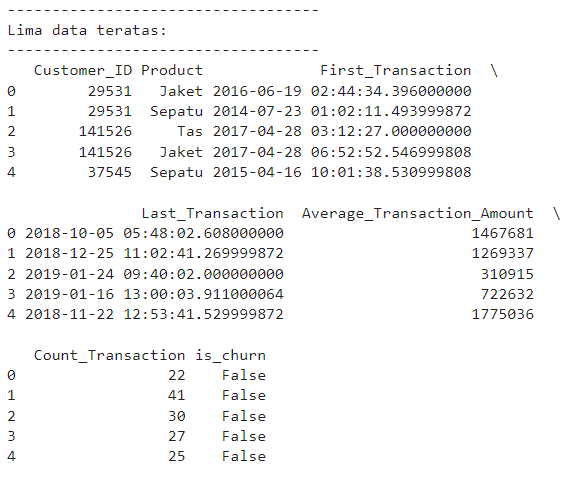 -----------------------------------
Lima data teratas:
-----------------------------------
   Customer_ID Product             First_Transaction  \
0        29531   Jaket 2016-06-19 02:44:34.396000000
1        29531  Sepatu 2014-07-23 01:02:11.493999872
2       141526     Tas 2017-04-28 03:12:27.000000000
3       141526   Jaket 2017-04-28 06:52:52.546999808
4        37545  Sepatu 2015-04-16 10:01:38.530999808
               Last_Transaction  Average_Transaction_Amount  \
0 2018-10-05 05:48:02.608000000                     1467681
1 2018-12-25 11:02:41.269999872                     1269337
2 2019-01-24 09:40:02.000000000                      310915
3 2019-01-16 13:00:03.911000064                      722632
4 2018-11-22 12:53:41.529999872                     1775036
   Count_Transaction is_churn
0                 22    False
1                 41    False
2                 30    False
3                 27    False
4                 25    False